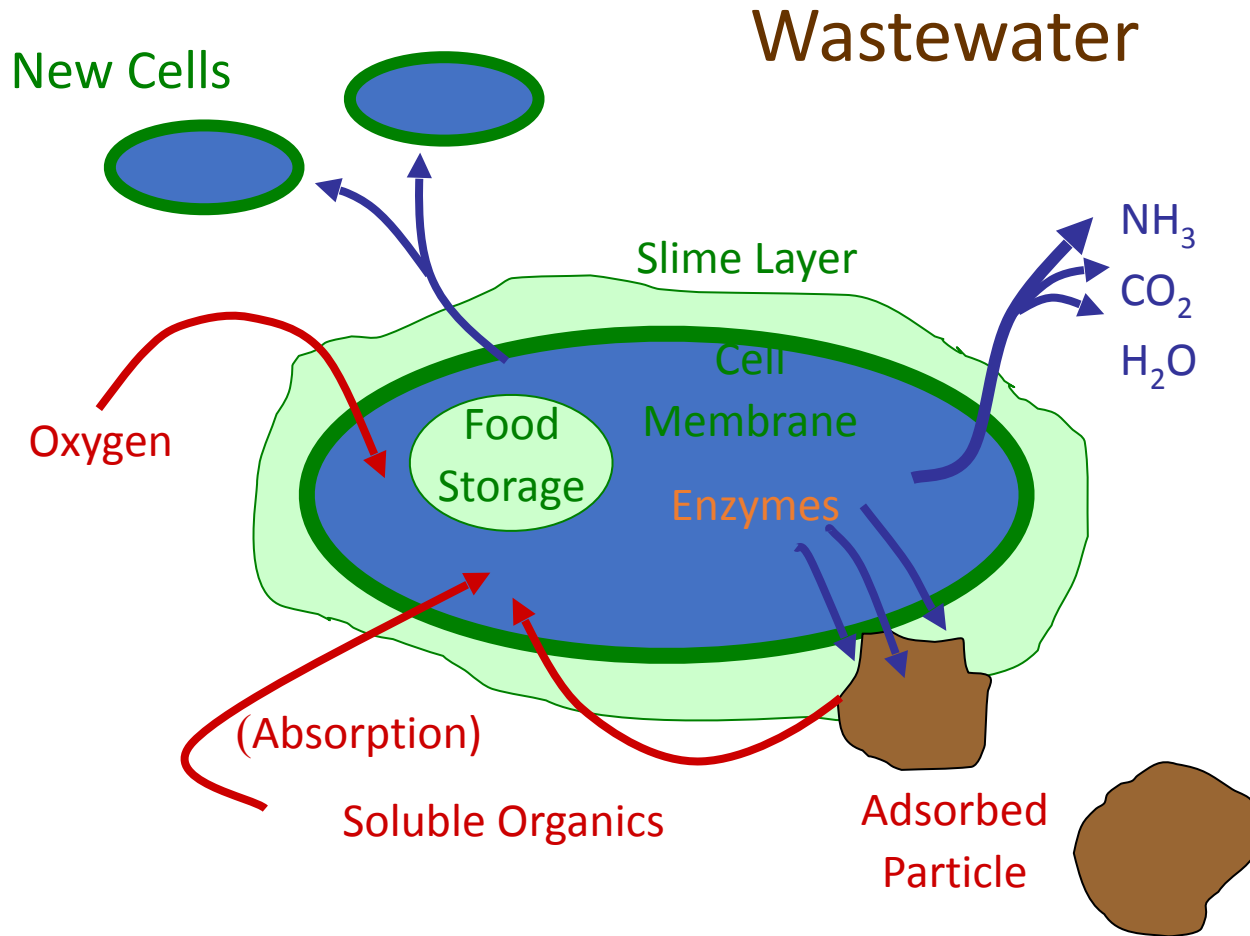 Wastewater
New Cells
NH₃
Slime Layer
CO₂
Cell
H₂O
Membrane
Food
Storage
Oxygen
Enzymes
(Absorption)
Soluble Organics
Adsorbed
Particle